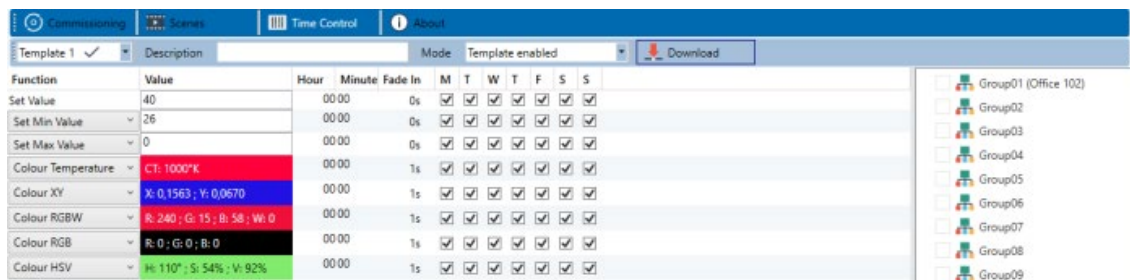 Commissioning Scenes Time Control About
Template 1 Description Mode Template enabled Download
Function Value Hour Minute Fade In M T W T F S S
Set Value 40 00 00 0s
Set Min Value 26 00 00 0s
Set Max Value 0 00 00 0s
Colour Temperature CT: 1000°K 00 00 1s
Colour XY X: 0,1563 ; Y: 0,0670 00 00 1s
Colour RGBW R: 240 ; G: 15 ; B: 58 ; W: 0 00 00 1s
Colour RGB R: 0 ; G: 0 ; B: 0 00 00 1s
Colour HSV H: 110° ; S: 54% ; V: 92% 00 00 1s
Group01 (Office 102)
Group02
Group03
Group04
Group05
Group06
Group07
Group08
Group09